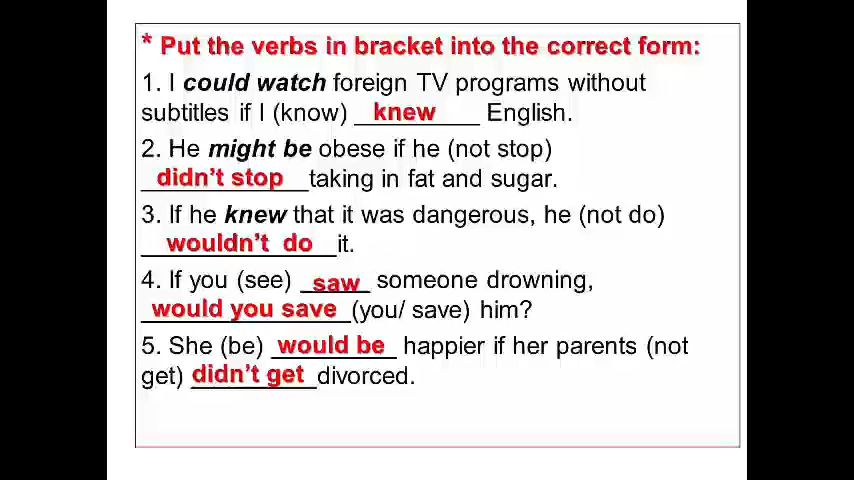 * Put the verbs in bracket into the correct form:
1. I could watch foreign TV programs without
subtitles if I (know) knew English.
2. He might be obese if he (not stop)
didn't stop taking in fat and sugar.
3. If he knew that it was dangerous, he (not do)
wouldn't do it.
4. If you (see) saw someone drowning,
would you save (you/ save) him?
5. She (be) would be happier if her parents (not
get) didn't get divorced.